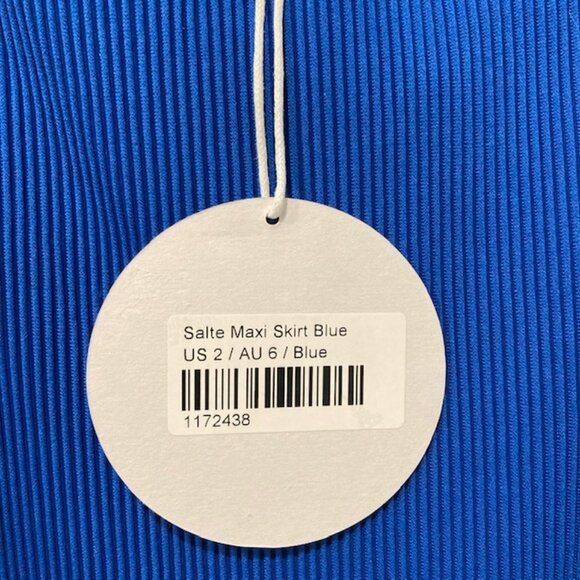 Salte Maxi Skirt Blue
US 2 / AU 6 / Blue
1172438